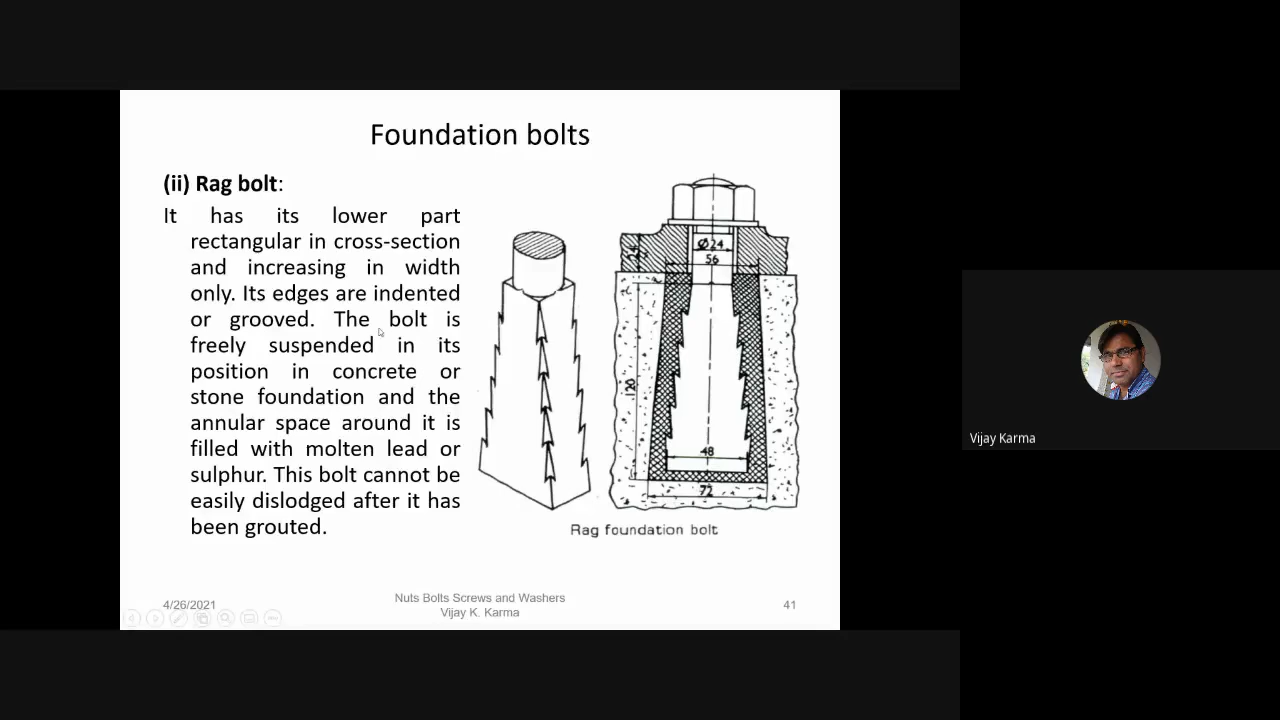 Foundation bolts
(ii) Rag bolt:
It has its lower part
rectangular in cross-section
and increasing in width
only. Its edges are indented
or grooved. The bolt is
freely suspended in its
position in concrete or
stone foundation and the
annular space around it is
filled with molten lead or
sulphur. This bolt cannot be
easily dislodged after it has
been grouted.
Ø24
24
56
120
48
72
Rag foundation bolt
4/26/2021
Nuts Bolts Screws and Washers
Vijay K. Karma
41
Vijay Karma